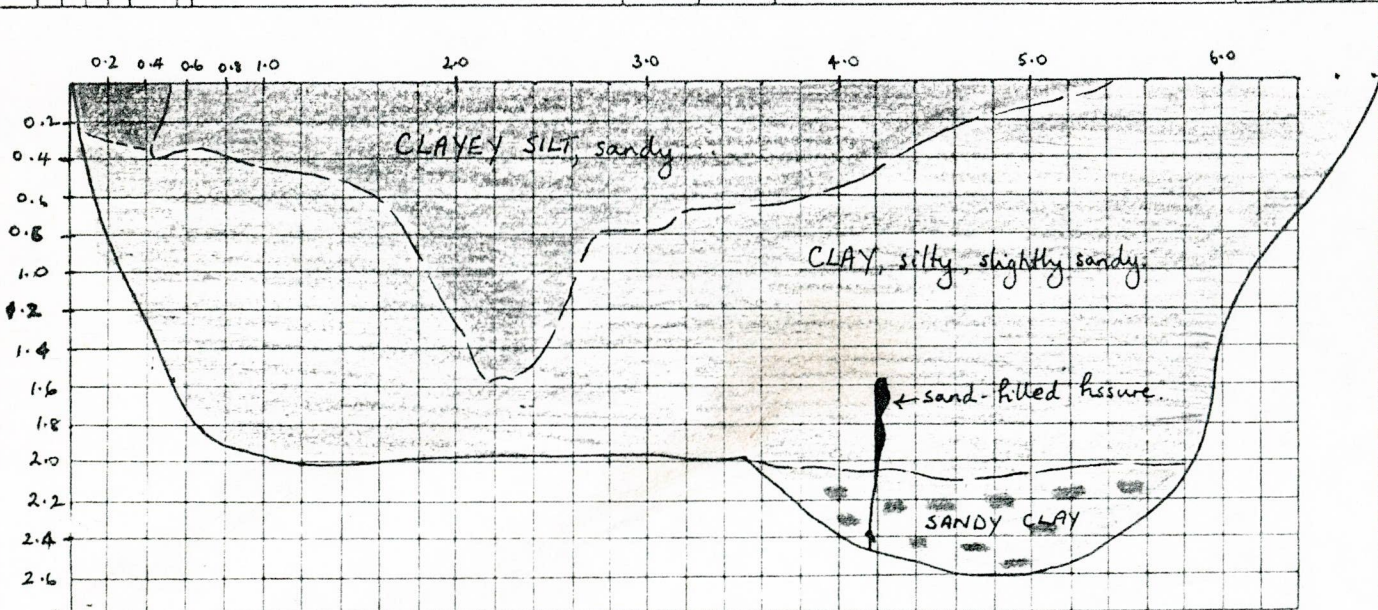 0.2 0.4 0.6 0.8 1.0 2.0 3.0 4.0 5.0 6.0
0.2
CLAYEY SILT, sandy
0.4
0.6
0.8
CLAY, silty, slightly sandy.
1.0
1.2
1.4
1.6
← sand-filled fissure.
1.8
2.0
2.2
SANDY CLAY
2.4
2.6